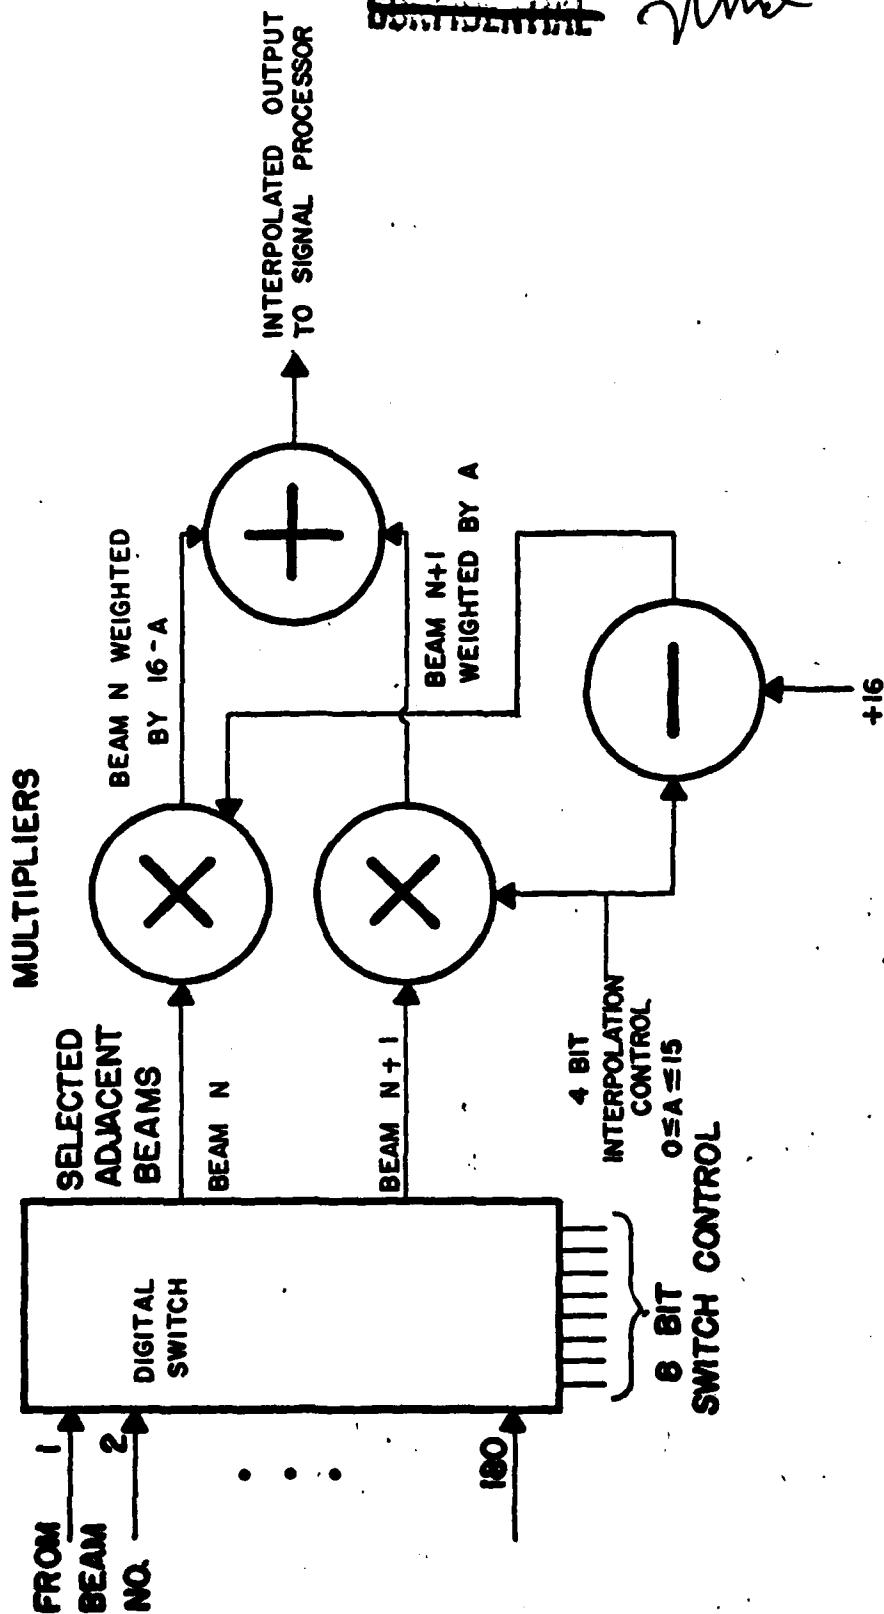 MULTIPLIERS
FROM
BEAM
NO.
1
2
180
DIGITAL
SWITCH
SELECTED
ADJACENT
BEAMS
BEAM N
BEAM N+1
8 BIT
SWITCH CONTROL
4 BIT
INTERPOLATION
CONTROL
0≤A≤15
BEAM N WEIGHTED
BY 16-A
BEAM N+1
WEIGHTED BY A
+16
INTERPOLATED OUTPUT
TO SIGNAL PROCESSOR
CONFIDENTIAL